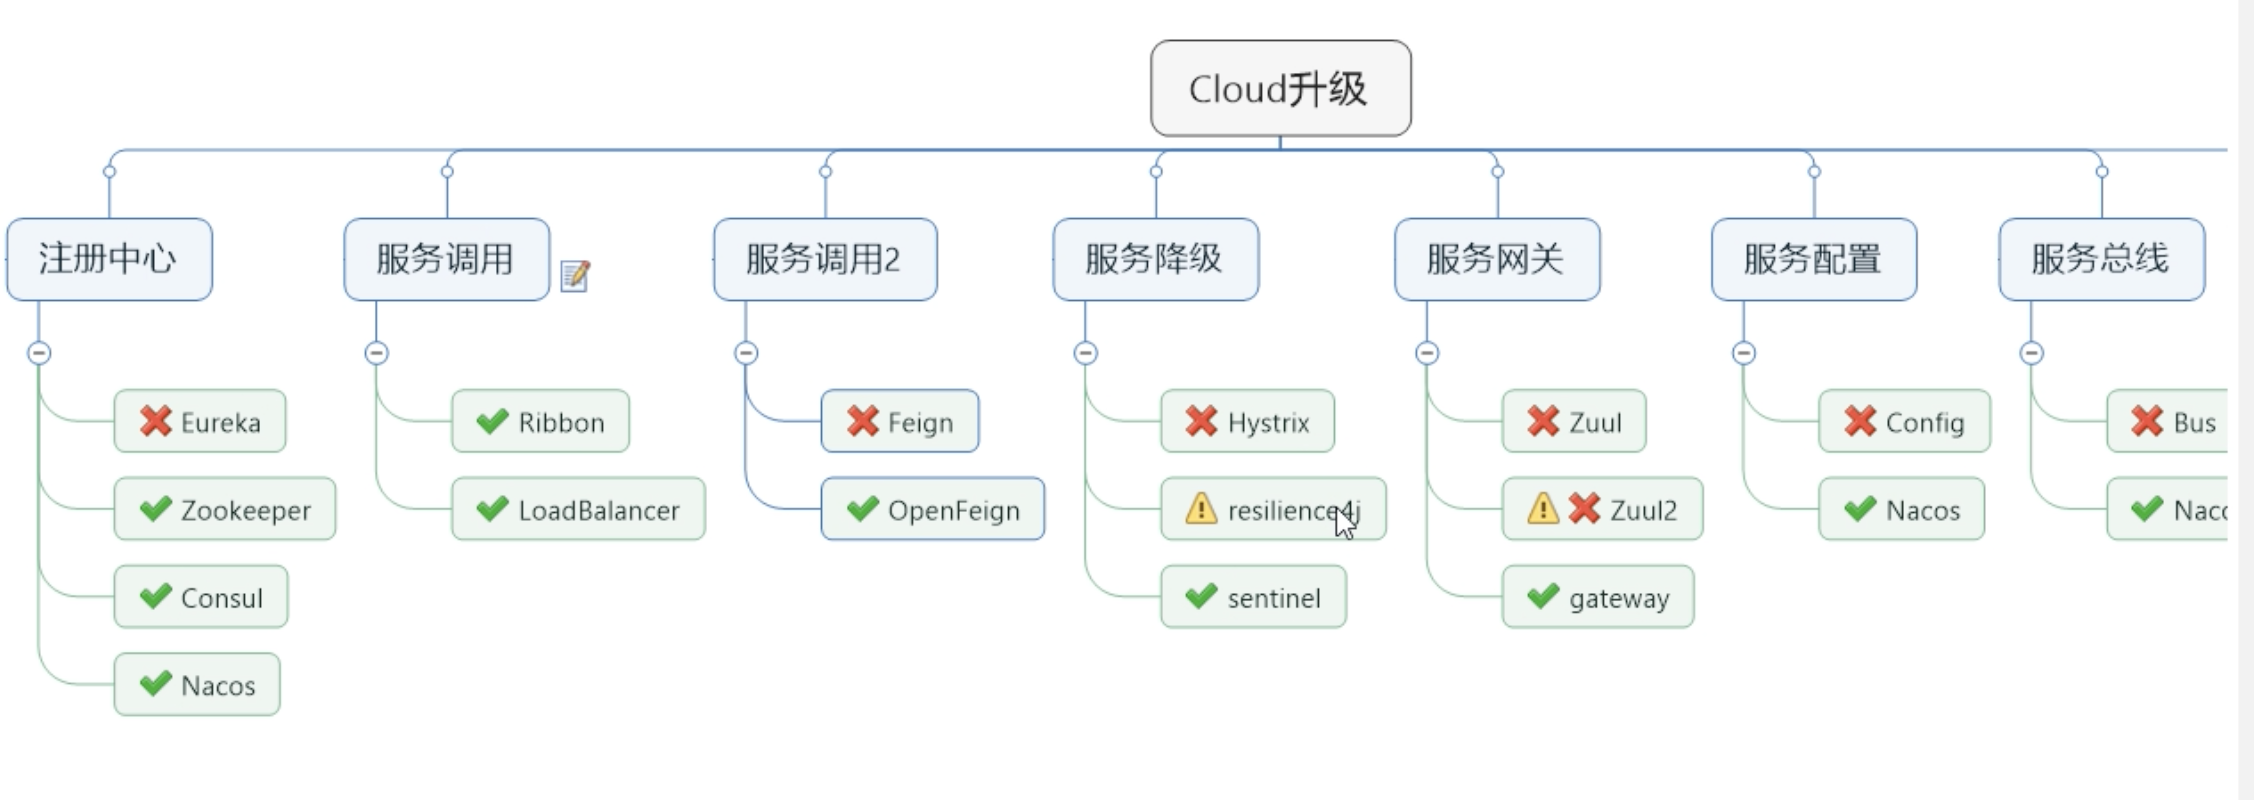 Cloud升级
注册中心
服务调用
服务调用2
服务降级
服务网关
服务配置
服务总线
Eureka
Zookeeper
Consul
Nacos
Ribbon
LoadBalancer
Feign
OpenFeign
Hystrix
resilience4j
sentinel
Zuul
Zuul2
gateway
Config
Nacos
Bus